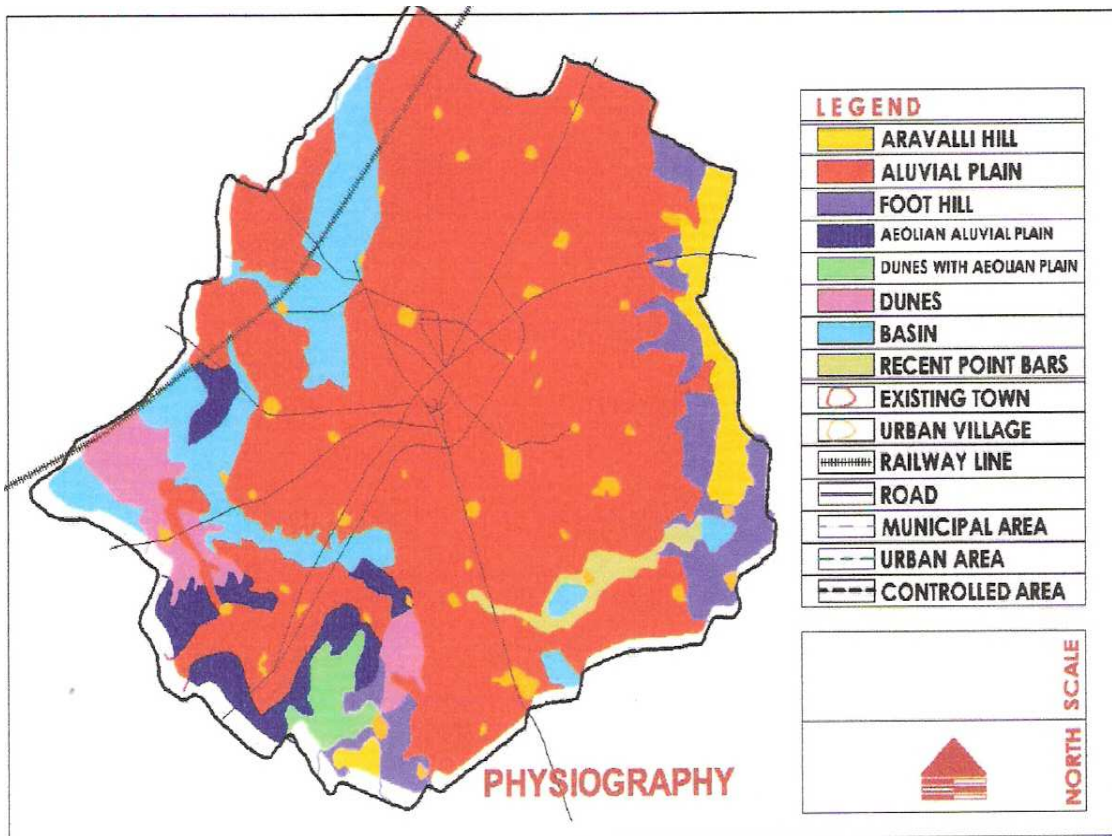 LEGEND
ARAVALLI HILL
ALUVIAL PLAIN
FOOT HILL
AEOLIAN ALUVIAL PLAIN
DUNES WITH AEOLIAN PLAIN
DUNES
BASIN
RECENT POINT BARS
EXISTING TOWN
URBAN VILLAGE
RAILWAY LINE
ROAD
MUNICIPAL AREA
URBAN AREA
CONTROLLED AREA
SCALE
NORTH
PHYSIOGRAPHY